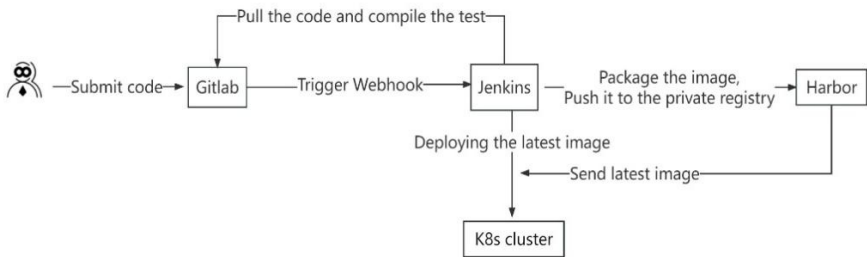 Pull the code and compile the test
Submit code
Gitlab
Trigger Webhook
Jenkins
Package the image,
Push it to the private registry
Harbor
Deploying the latest image
Send latest image
K8s cluster